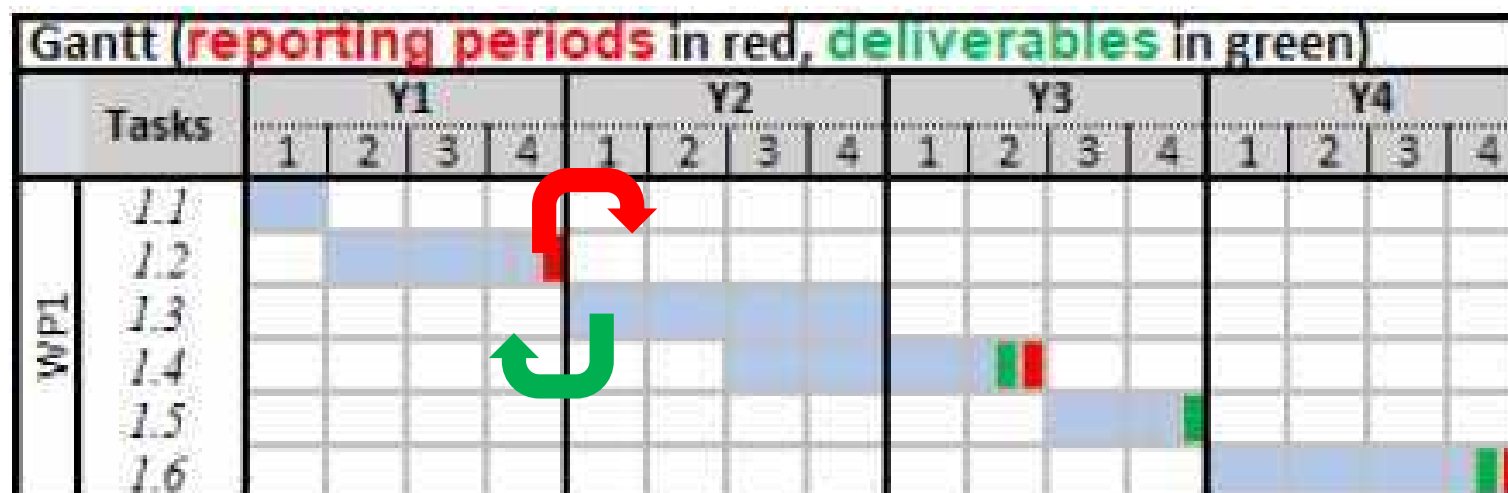 Gantt (reporting periods in red, deliverables in green)
Tasks Y1 Y2 Y3 Y4
1 2 3 4 1 2 3 4 1 2 3 4 1 2 3 4
WP1
1.1
1.2
1.3
1.4
1.5
1.6